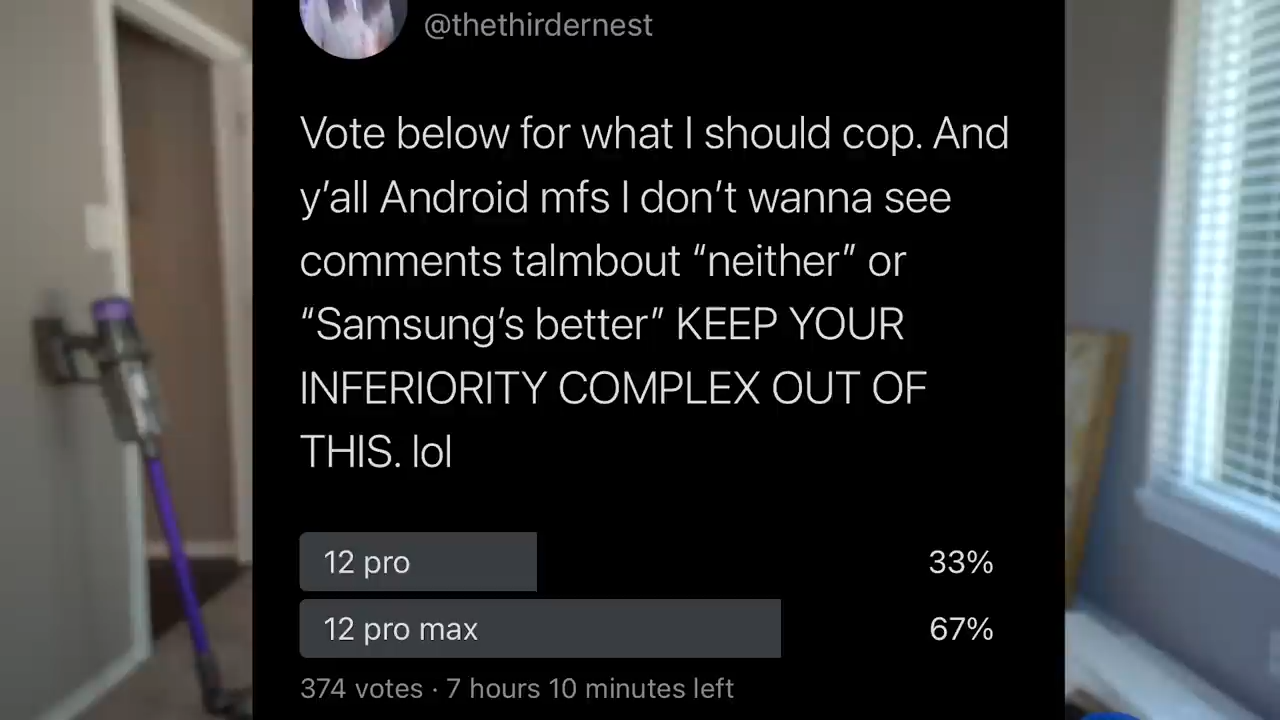 @thethirdernest
Vote below for what I should cop. And
y’all Android mfs I don’t wanna see
comments talmbout “neither” or
“Samsung’s better” KEEP YOUR
INFERIORITY COMPLEX OUT OF
THIS. lol
12 pro 33%
12 pro max 67%
374 votes · 7 hours 10 minutes left